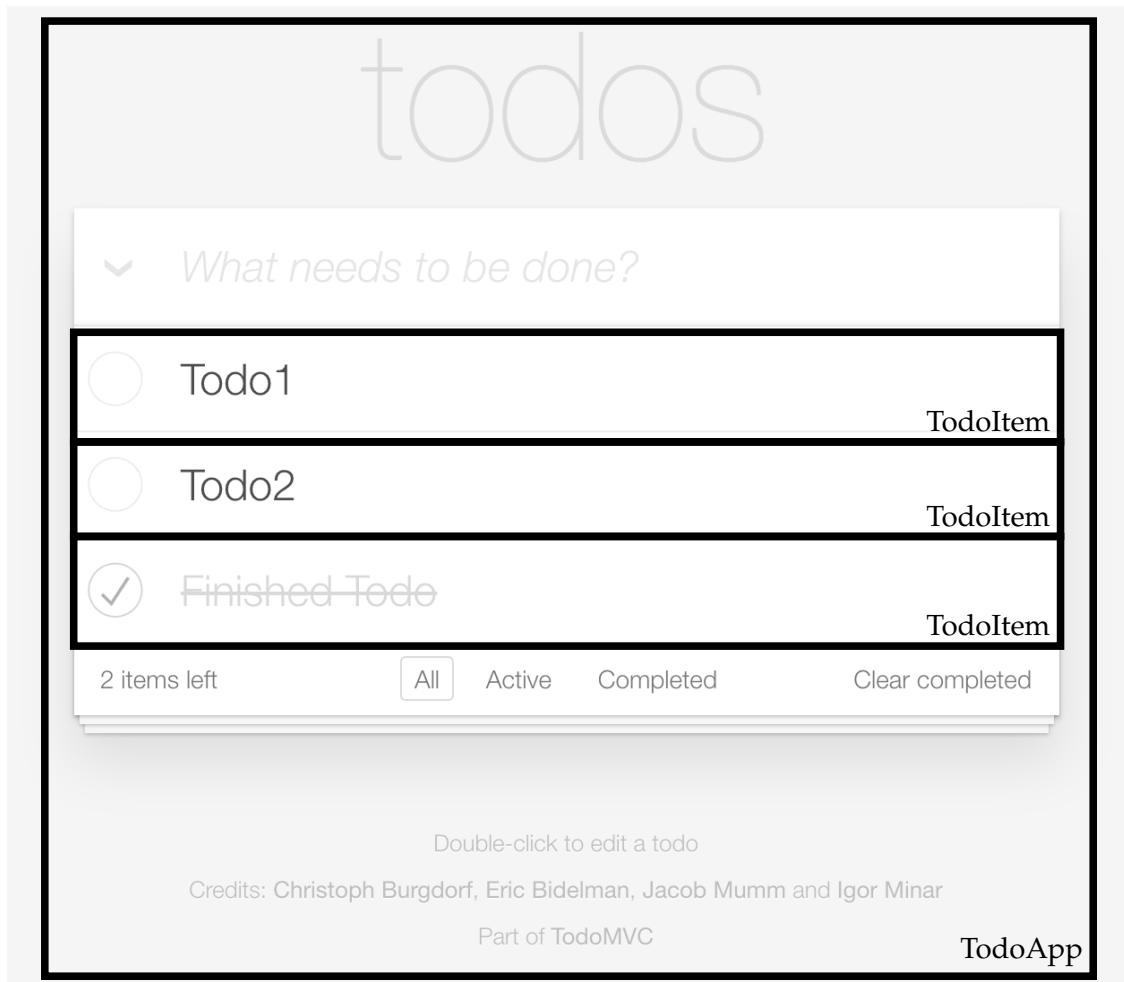 todos
What needs to be done?
Todo1
TodoItem
Todo2
TodoItem
Finished Todo
TodoItem
2 items left All Active Completed Clear completed
Double-click to edit a todo
Credits: Christoph Burgdorf, Eric Bidelman, Jacob Mumm and Igor Minar
Part of TodoMVC
TodoApp